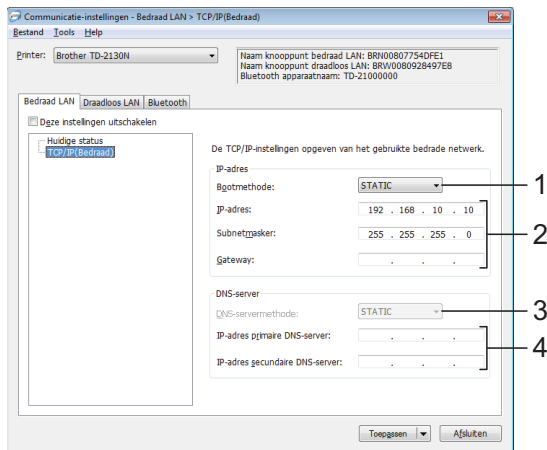 Communicatie-instellingen - Bedraad LAN > TCP/IP(Bedraad)
Bestand Tools Help
Printer: Brother TD-2130N
Naam knooppunt bedraad LAN: BRN00807754DFE1
Naam knooppunt draadloos LAN: BRW0080928497E8
Bluetooth apparaatnaam: TD-21000000
Bedraad LAN Draadloos LAN Bluetooth
Deze instellingen uitschakelen
Huidige status
TCP/IP(Bedraad)
De TCP/IP-instellingen opgeven van het gebruikte bedrade netwerk.
IP-adres
Bootmethode: STATIC 1
IP-adres: 192 . 168 . 10 . 10
Subnetmasker: 255 . 255 . 255 . 0
2
Gateway: . . .
DNS-server
DNS-servermethode: STATIC 3
IP-adres primaire DNS-server: . . .
4
IP-adres secundaire DNS-server: . . .
Toepassen Afsluiten